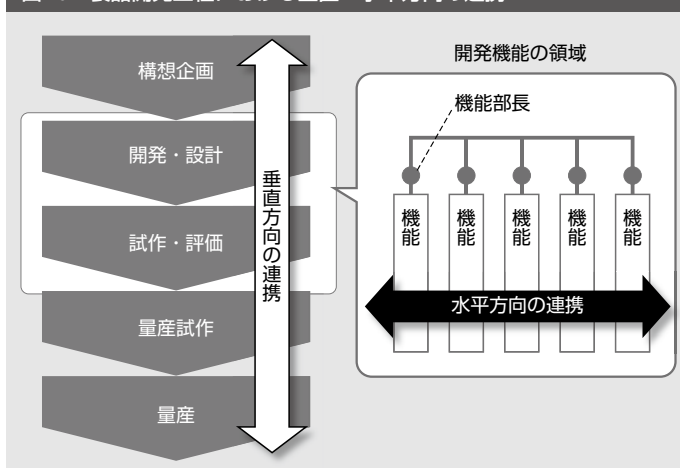 構想企画
開発・設計
試作・評価
量産試作
量産
垂直方向の連携
開発機能の領域
機能部長
機能
機能
機能
機能
機能
水平方向の連携